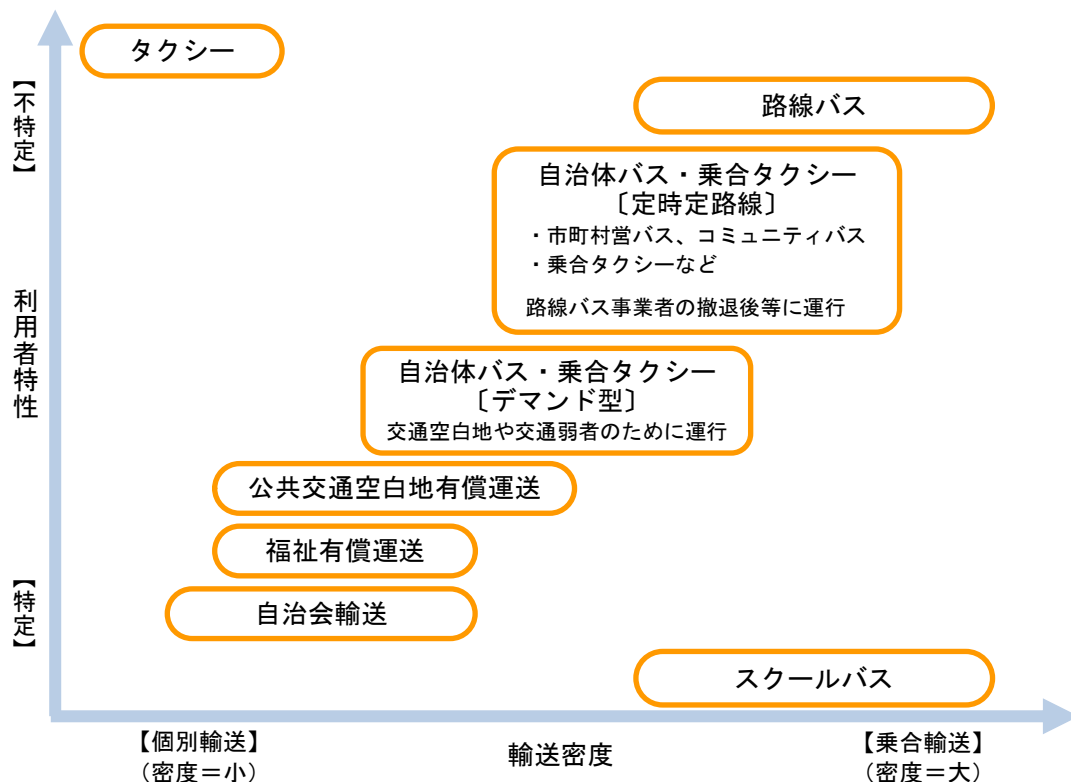 タクシー
路線バス
【不特定】
自治体バス・乗合タクシー
〔定時定路線〕
・市町村営バス、コミュニティバス
・乗合タクシーなど
路線バス事業者の撤退後等に運行
利用者特性
自治体バス・乗合タクシー
〔デマンド型〕
交通空白地や交通弱者のために運行
公共交通空白地有償運送
福祉有償運送
自治会輸送
【特定】
スクールバス
【個別輸送】
（密度＝小）
輸送密度
【乗合輸送】
（密度＝大）